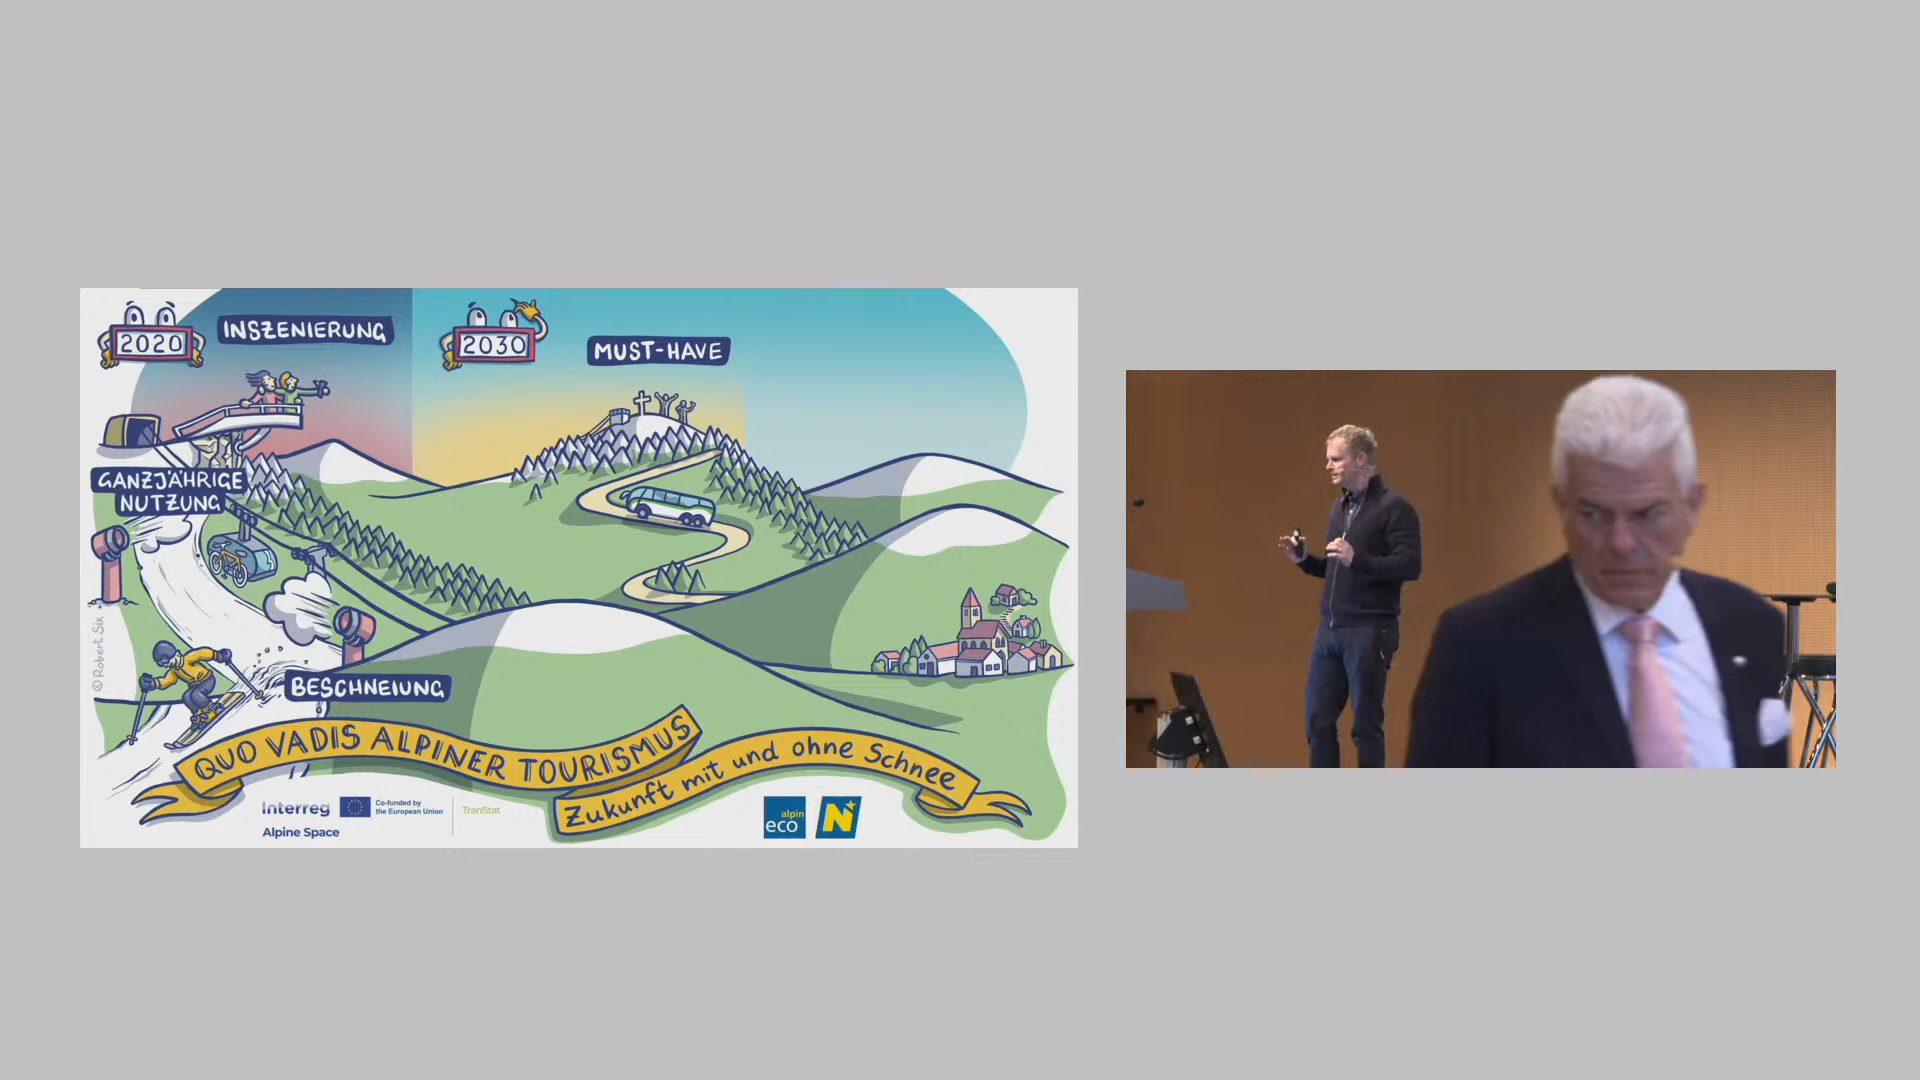 2020
INSZENIERUNG
2030
MUST-HAVE
GANZJÄHRIGE
NUTZUNG
© Robert Six
BESCHNEIUNG
QUO VADIS ALPINER TOURISMUS
Zukunft mit und ohne Schnee
Interreg
Co-funded by
the European Union
TranStat
Alpine Space
alpin
eco
N